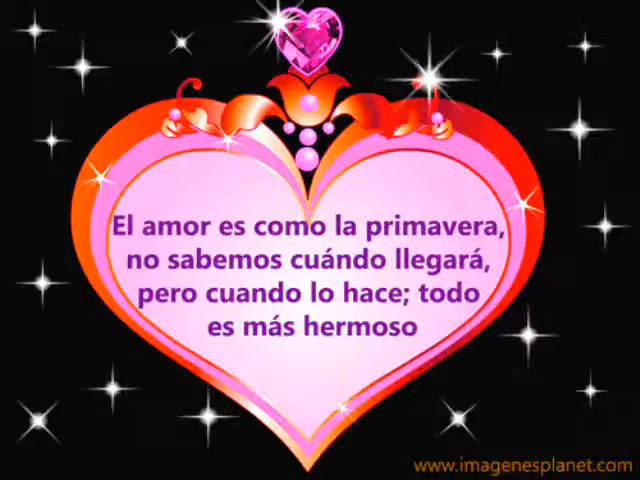 El amor es como la primavera,
no sabemos cuándo llegará,
pero cuando lo hace; todo
es más hermoso
www.imagenesplanet.com